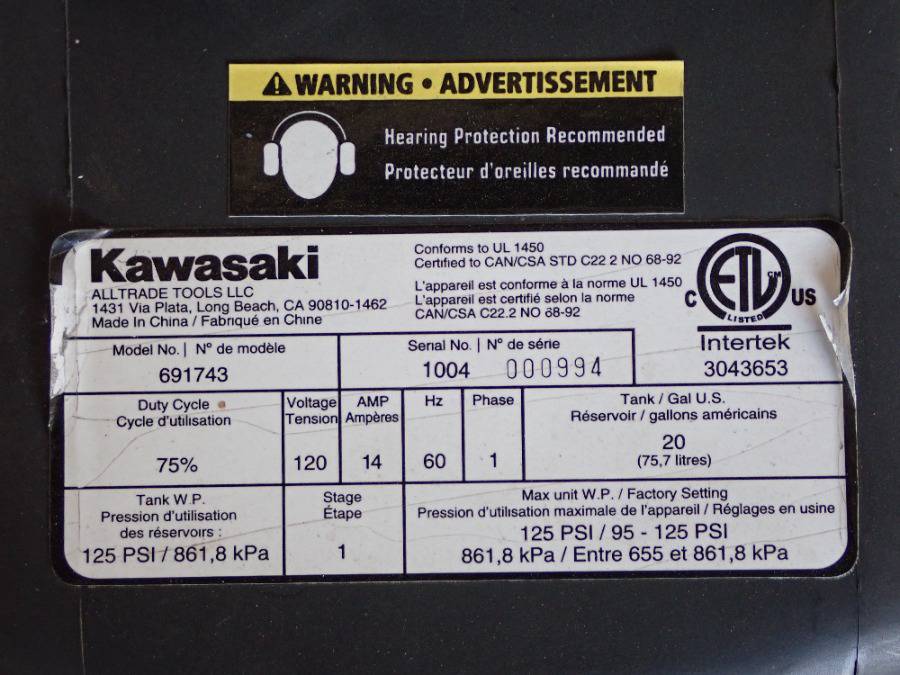 WARNING • ADVERTISSEMENT
Hearing Protection Recommended
Protecteur d'oreilles recommandé
Kawasaki
ALLTRADE TOOLS LLC
1431 Via Plata, Long Beach, CA 90810-1462
Made In China / Fabriqué en Chine
Conforms to UL 1450
Certified to CAN/CSA STD C22 2 NO 68-92
L'appareil est conforme à la norme UL 1450
L'appareil est certifié selon la norme
CAN/CSA C22.2 NO 68-92
C ETL CM US
LISTED
Intertek
3043653
Model No. | N° de modèle
691743
Serial No. | N° de série
1004 000994
Duty Cycle
Cycle d'utilisation
75%
Voltage
Tension
120
AMP
Ampères
14
Hz
60
Phase
1
Tank / Gal U.S.
Réservoir / gallons américains
20
(75,7 litres)
Tank W.P.
Pression d'utilisation
des réservoirs :
125 PSI / 861,8 kPa
Stage
Étape
1
Max unit W.P. / Factory Setting
Pression d'utilisation maximale de l'appareil / Réglages en usine
125 PSI / 95 - 125 PSI
861,8 kPa / Entre 655 et 861,8 kPa